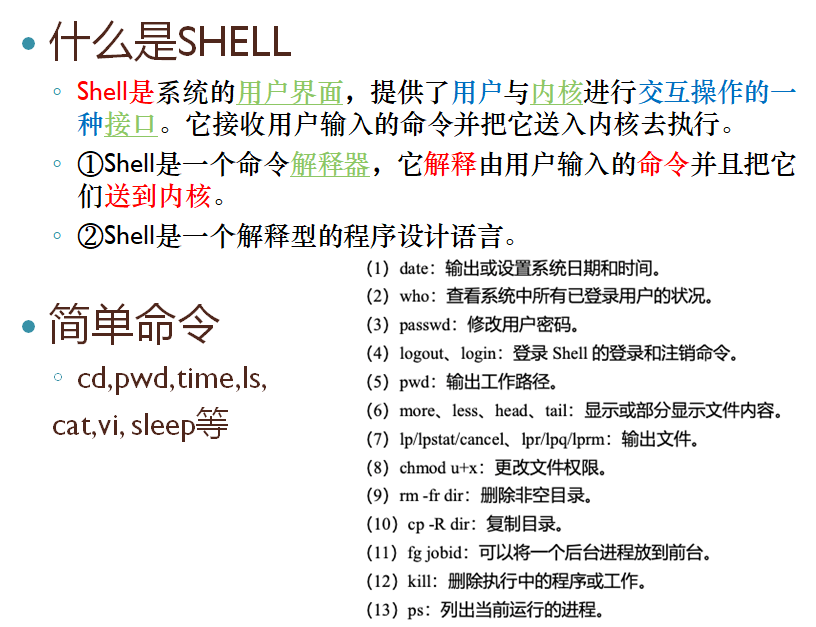 什么是SHELL
Shell是系统的用户界面，提供了用户与内核进行交互操作的一
种接口。它接收用户输入的命令并把它送入内核去执行。
①Shell是一个命令解释器，它解释由用户输入的命令并且把它
们送到内核。
②Shell是一个解释型的程序设计语言。
简单命令
cd,pwd,time,ls,
cat,vi, sleep等
（1）date：输出或设置系统日期和时间。
（2）who：查看系统中所有已登录用户的状况。
（3）passwd：修改用户密码。
（4）logout、login：登录 Shell 的登录和注销命令。
（5）pwd：输出工作路径。
（6）more、less、head、tail：显示或部分显示文件内容。
（7）lp/lpstat/cancel、lpr/lpq/lprm：输出文件。
（8）chmod u+x：更改文件权限。
（9）rm -fr dir：删除非空目录。
（10）cp -R dir：复制目录。
（11）fg jobid：可以将一个后台进程放到前台。
（12）kill：删除执行中的程序或工作。
（13）ps：列出当前运行的进程。